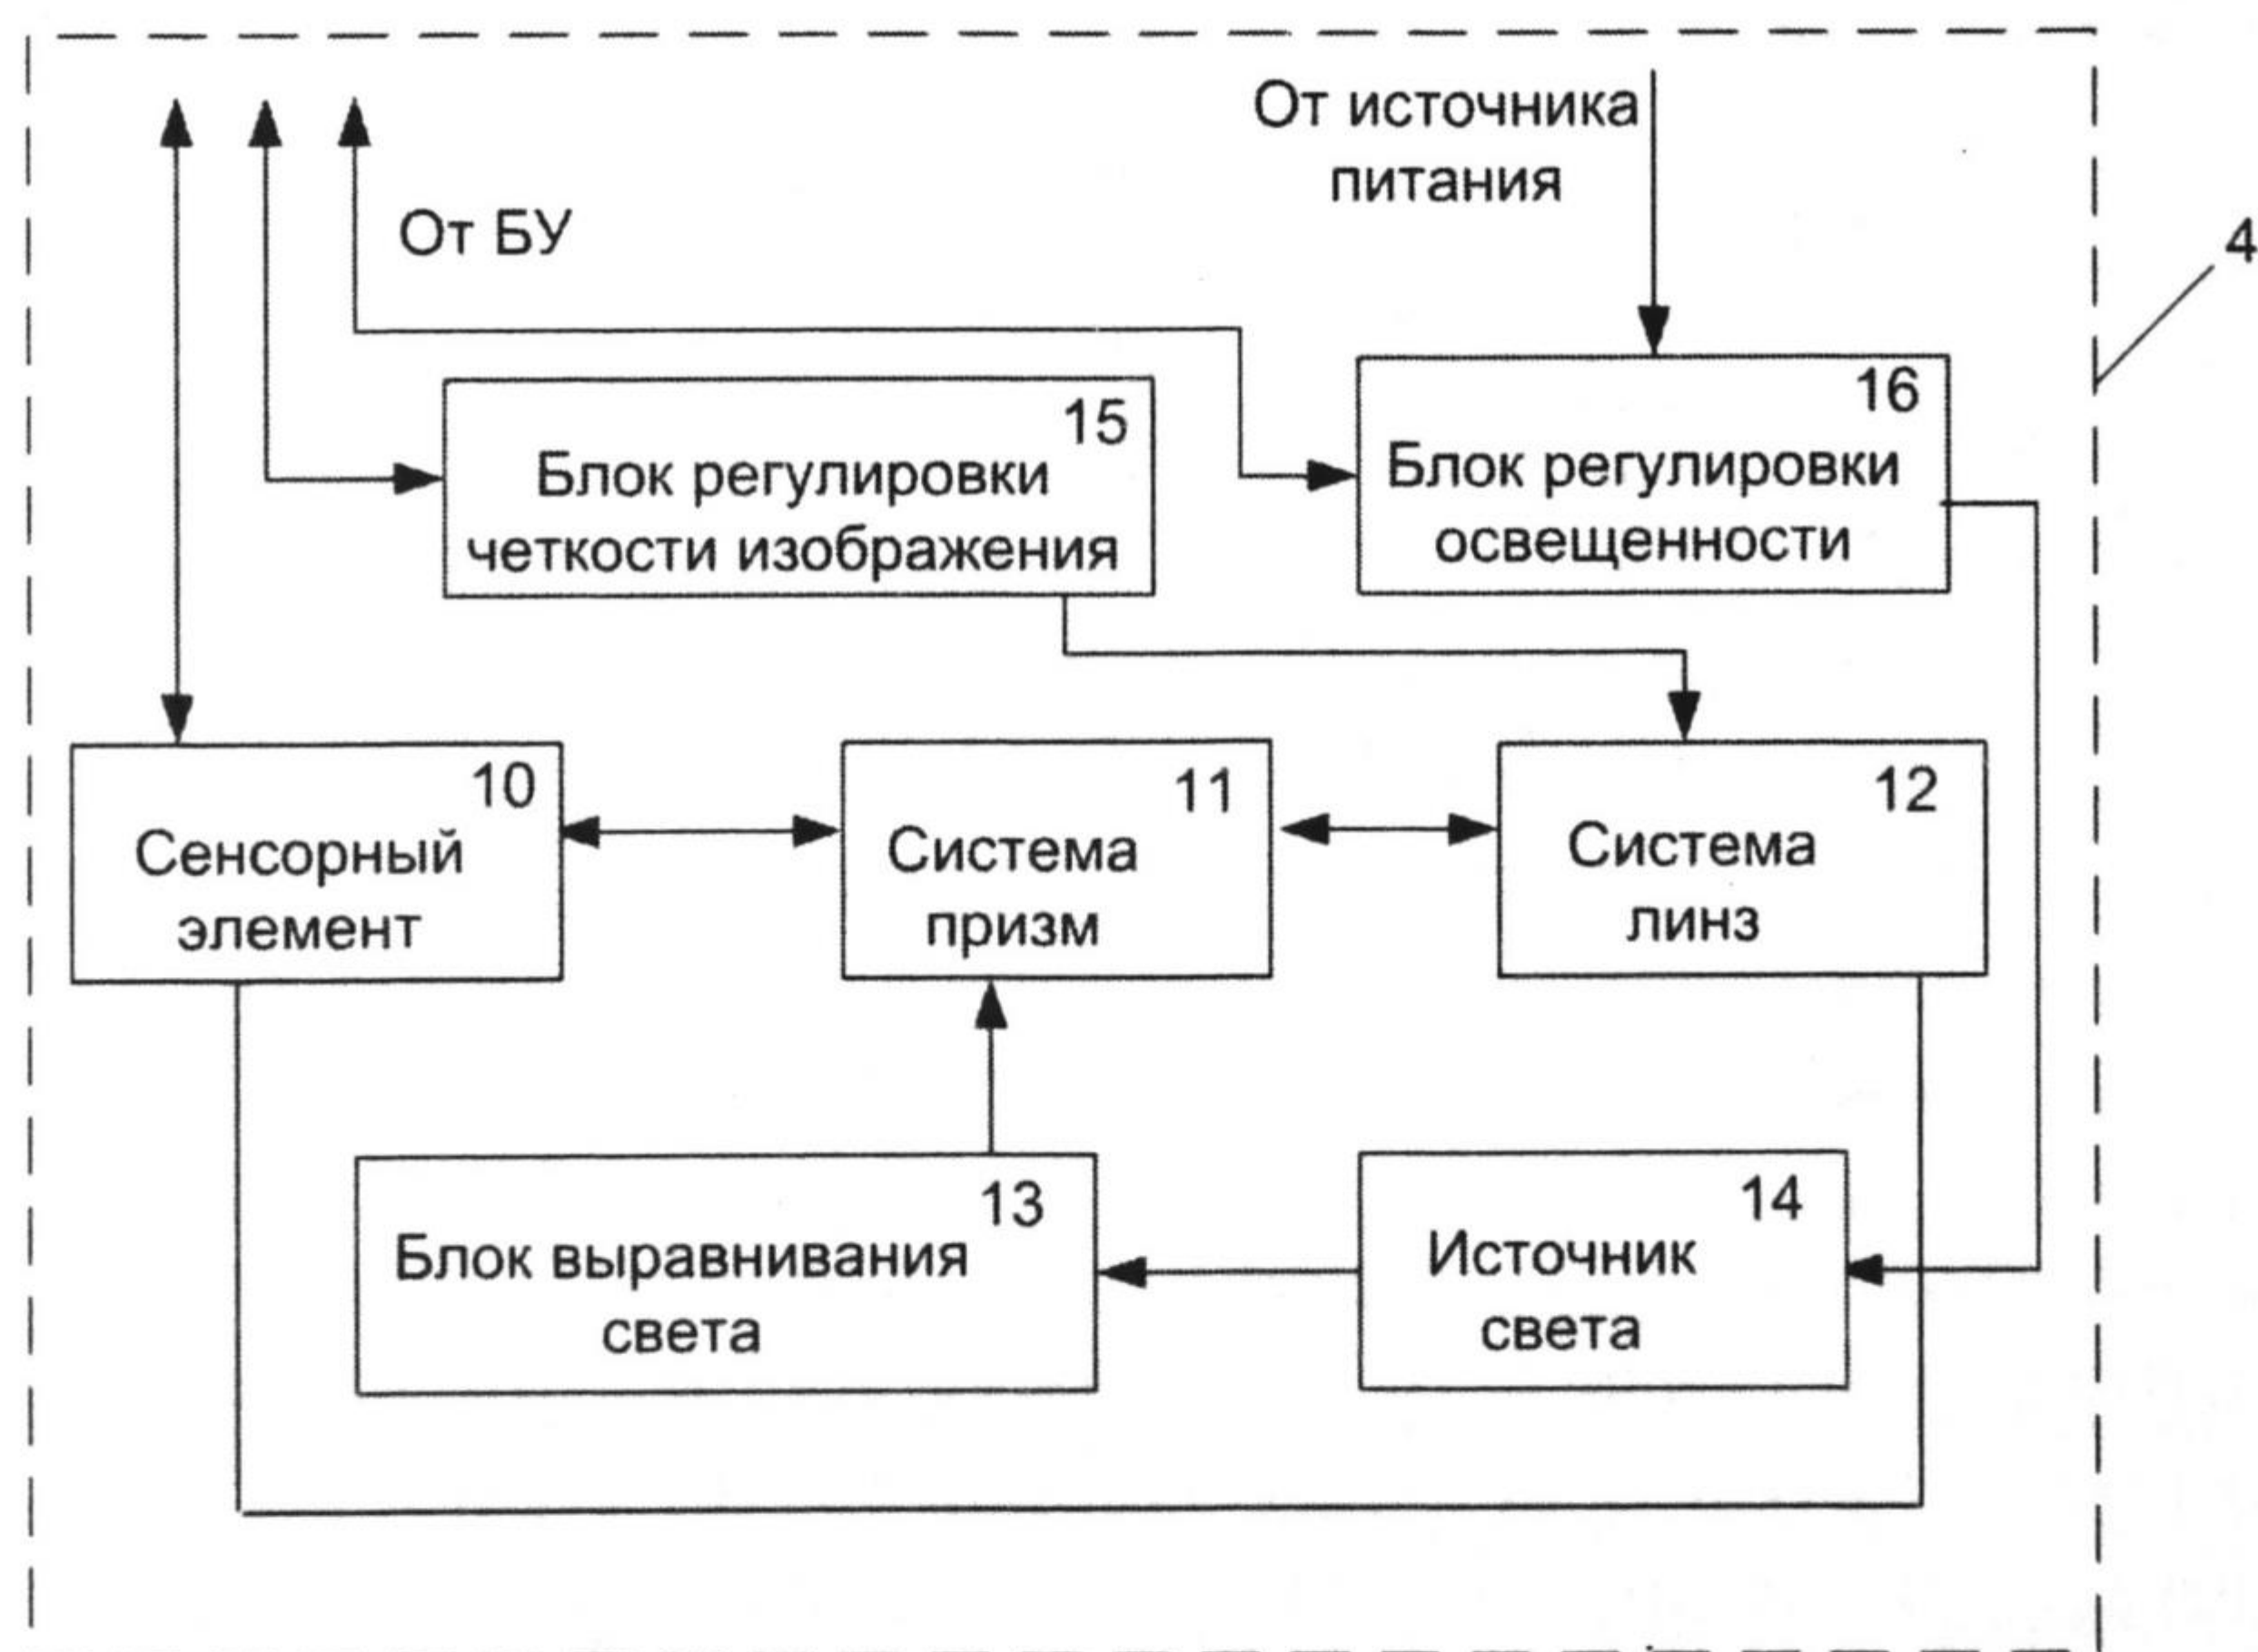 От источника
питания
От БУ
4
15
Блок регулировки
четкости изображения
16
Блок регулировки
освещенности
10
Сенсорный
элемент
11
Система
призм
12
Система
линз
13
Блок выравнивания
света
14
Источник
света